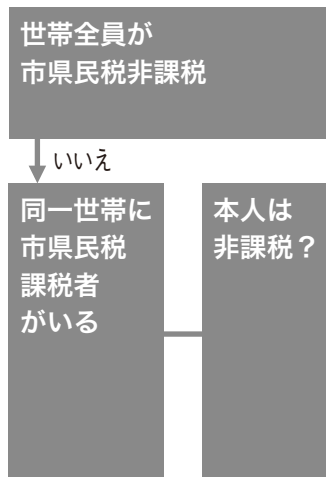 世帯全員が
市県民税非課税
いいえ
同一世帯に
市県民税
課税者
がいる
本人は
非課税？